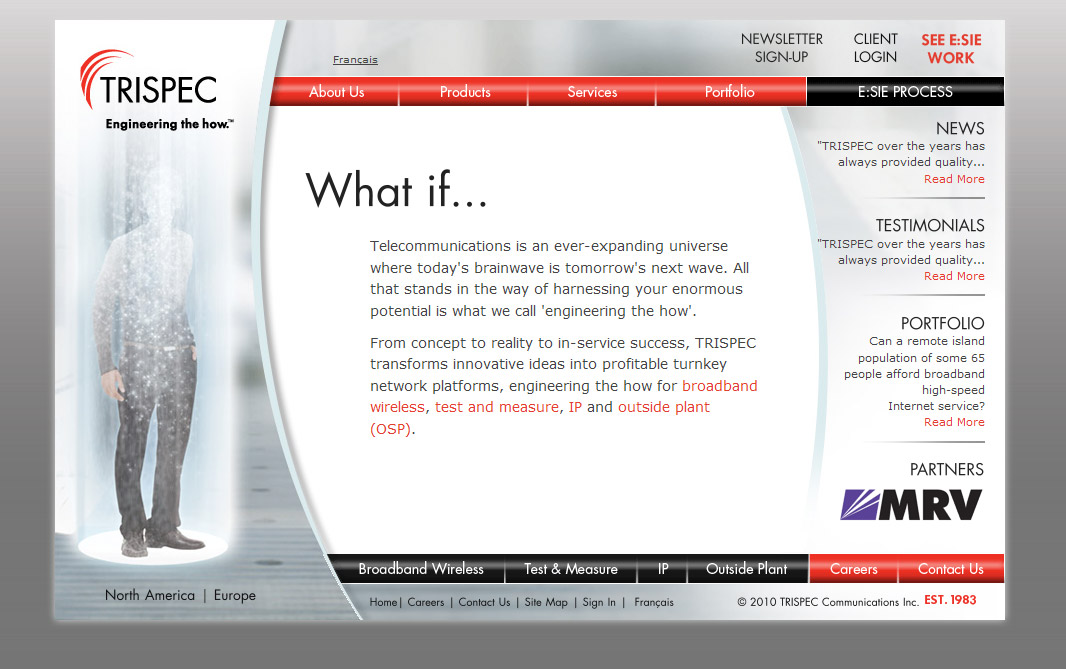 TRISPEC
Engineering the how.™
Français
NEWSLETTER
SIGN-UP
CLIENT
LOGIN
SEE E:SIE
WORK
About Us
Products
Services
Portfolio
E:SIE PROCESS
What if...
Telecommunications is an ever-expanding universe
where today's brainwave is tomorrow's next wave. All
that stands in the way of harnessing your enormous
potential is what we call 'engineering the how'.
From concept to reality to in-service success, TRISPEC
transforms innovative ideas into profitable turnkey
network platforms, engineering the how for broadband
wireless, test and measure, IP and outside plant
(OSP).
NEWS
"TRISPEC over the years has
always provided quality...
Read More
TESTIMONIALS
"TRISPEC over the years has
always provided quality...
Read More
PORTFOLIO
Can a remote island
population of some 65
people afford broadband
high-speed
Internet service?
Read More
PARTNERS
MRV
Broadband Wireless
Test & Measure
IP
Outside Plant
Careers
Contact Us
North America | Europe
Home | Careers | Contact Us | Site Map | Sign In | Français
© 2010 TRISPEC Communications Inc. EST. 1983